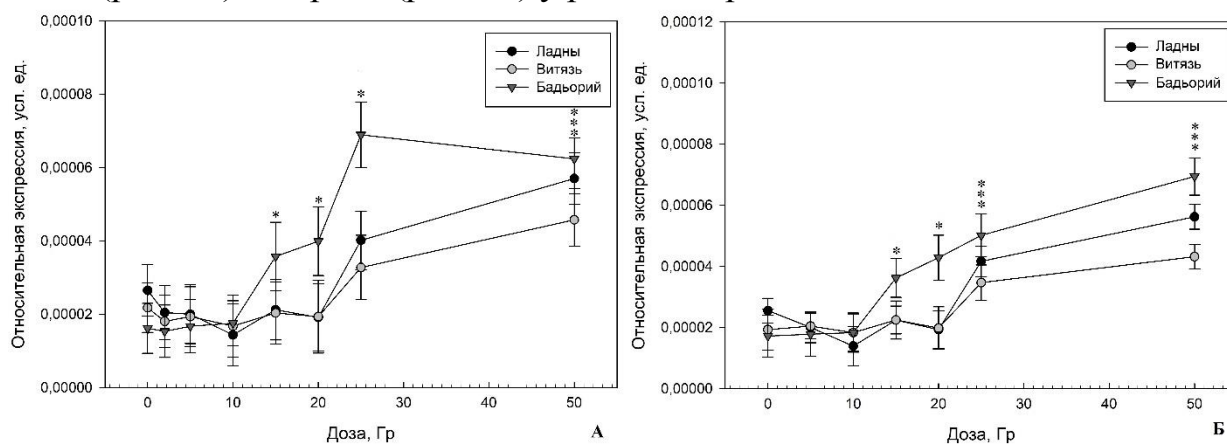 0,00010
0,00008
0,00006
0,00004
0,00002
0,00000
Относительная экспрессия, усл. ед.
Ладны
Витязь
Бадьорий
*
*
*
***
0 10 20 30 40 50
Доза, Гр
А
0,00012
0,00010
0,00008
0,00006
0,00004
0,00002
0,00000
Относительная экспрессия, усл. ед.
Ладны
Витязь
Бадьорий
*
*
***
***
0 10 20 30 40 50
Доза, Гр
Б